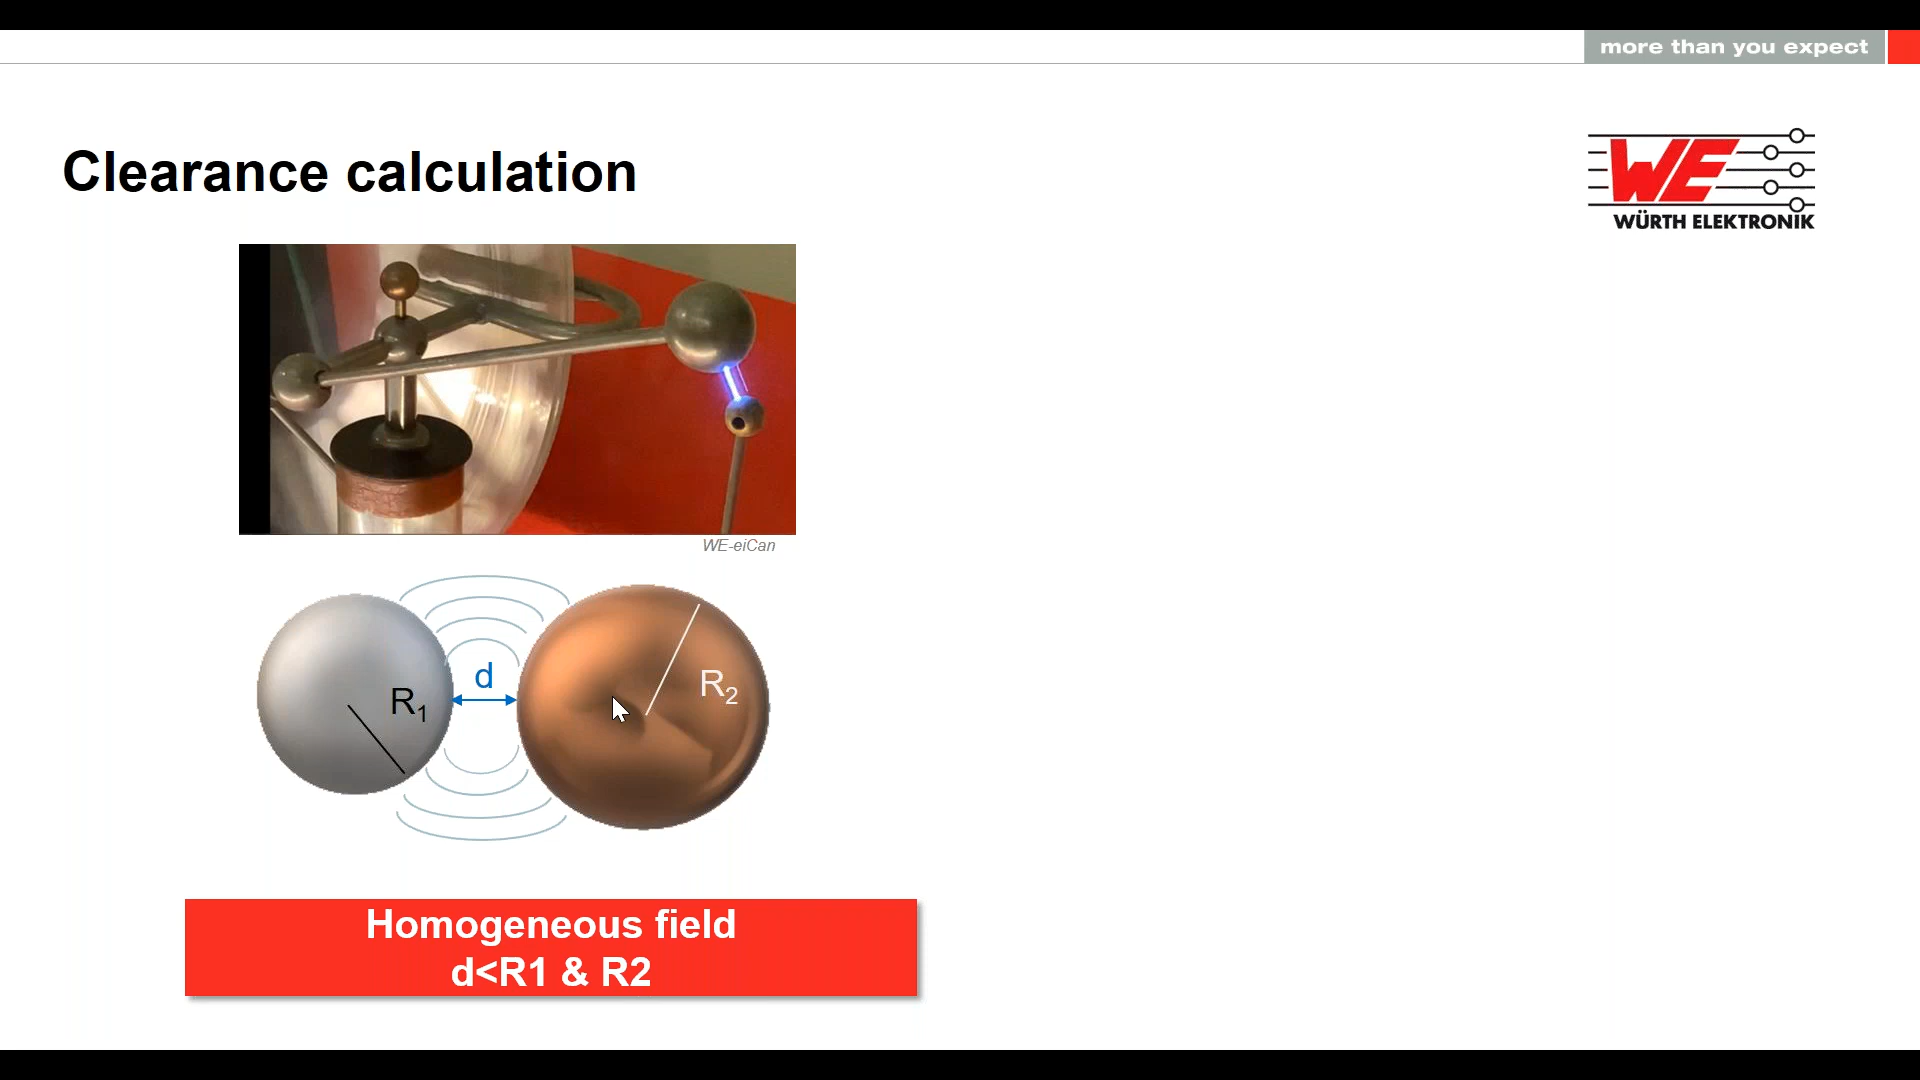 more than you expect
Clearance calculation
WE
WÜRTH ELEKTRONIK
WE-eiCan
d
R1
R2
Homogeneous field
d<R1 & R2